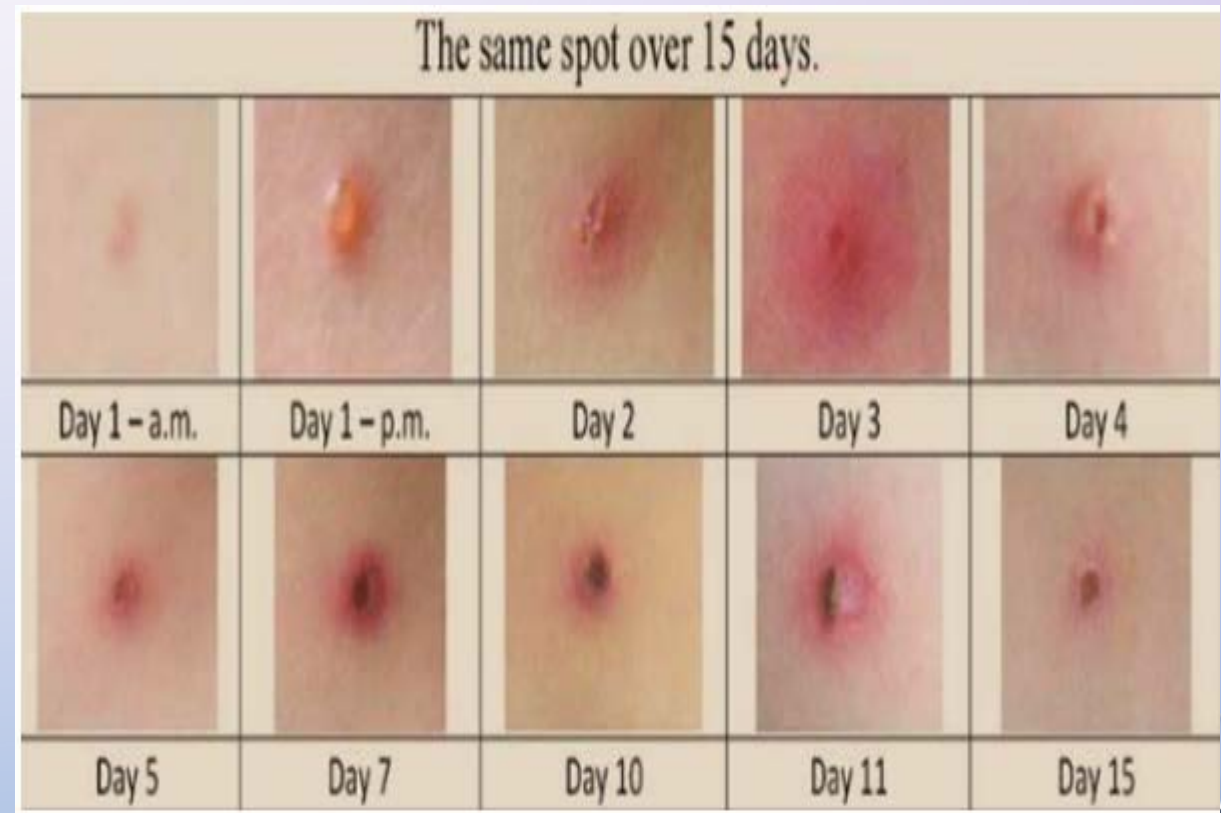 The same spot over 15 days.
Day 1 – a.m.
Day 1 – p.m.
Day 2
Day 3
Day 4
Day 5
Day 7
Day 10
Day 11
Day 15